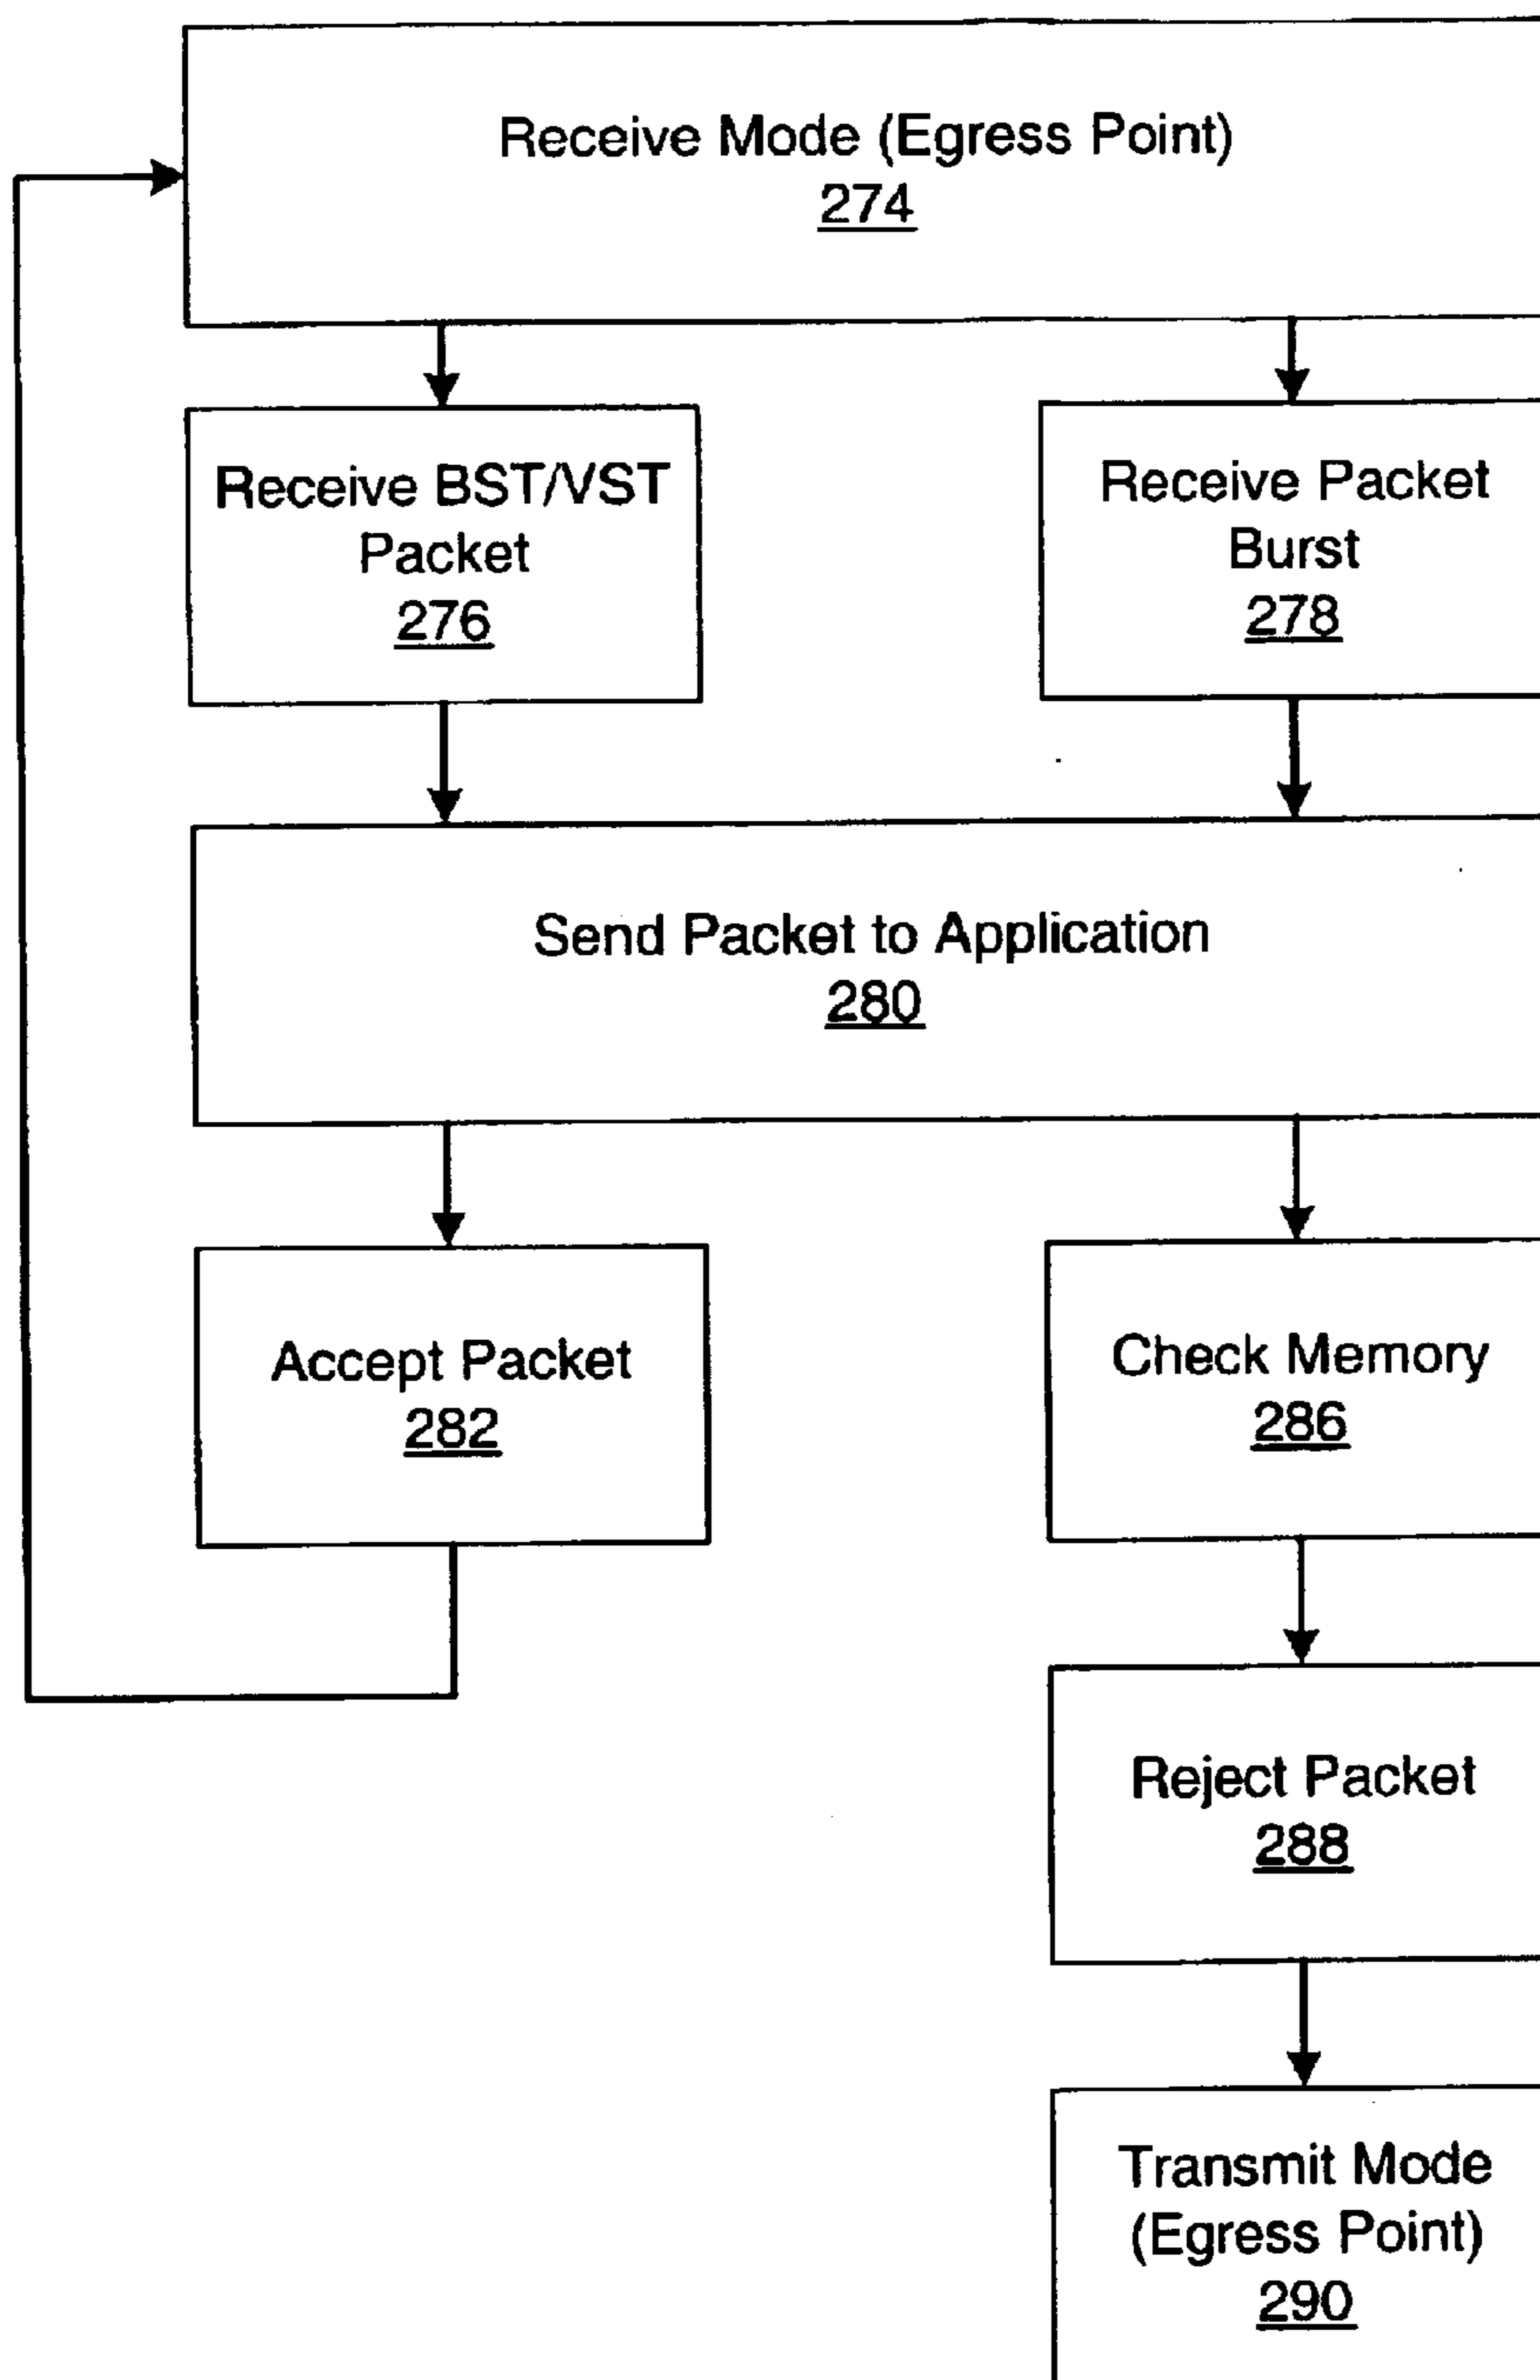 Receive Mode (Egress Point)
274
Receive BST/VST
Packet
276
Receive Packet
Burst
278
Send Packet to Application
280
Accept Packet
282
Check Memory
286
Reject Packet
288
Transmit Mode
(Egress Point)
290